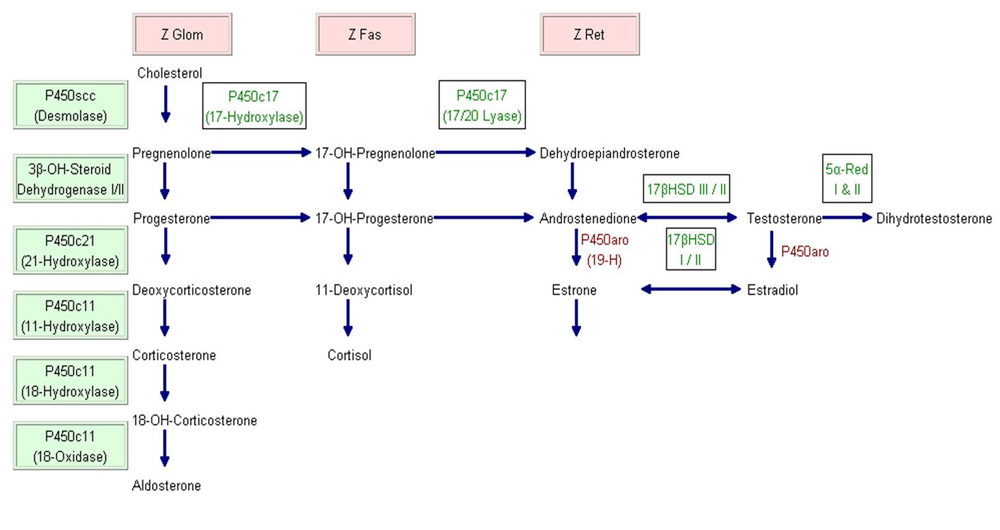 Z Glom
Z Fas
Z Ret
Cholesterol
P450scc
(Desmolase)
P450c17
(17-Hydroxylase)
P450c17
(17/20 Lyase)
Pregnenolone
17-OH-Pregnenolone
Dehydroepiandrosterone
3β-OH-Steroid
Dehydrogenase I/II
17βHSD III / II
5α-Red
I & II
Progesterone
17-OH-Progesterone
Androstenedione
Testosterone
Dihydrotestosterone
P450c21
(21-Hydroxylase)
P450aro
(19-H)
17βHSD
I / II
P450aro
Deoxycorticosterone
11-Deoxycortisol
Estrone
Estradiol
P450c11
(11-Hydroxylase)
Corticosterone
Cortisol
P450c11
(18-Hydroxylase)
18-OH-Corticosterone
P450c11
(18-Oxidase)
Aldosterone